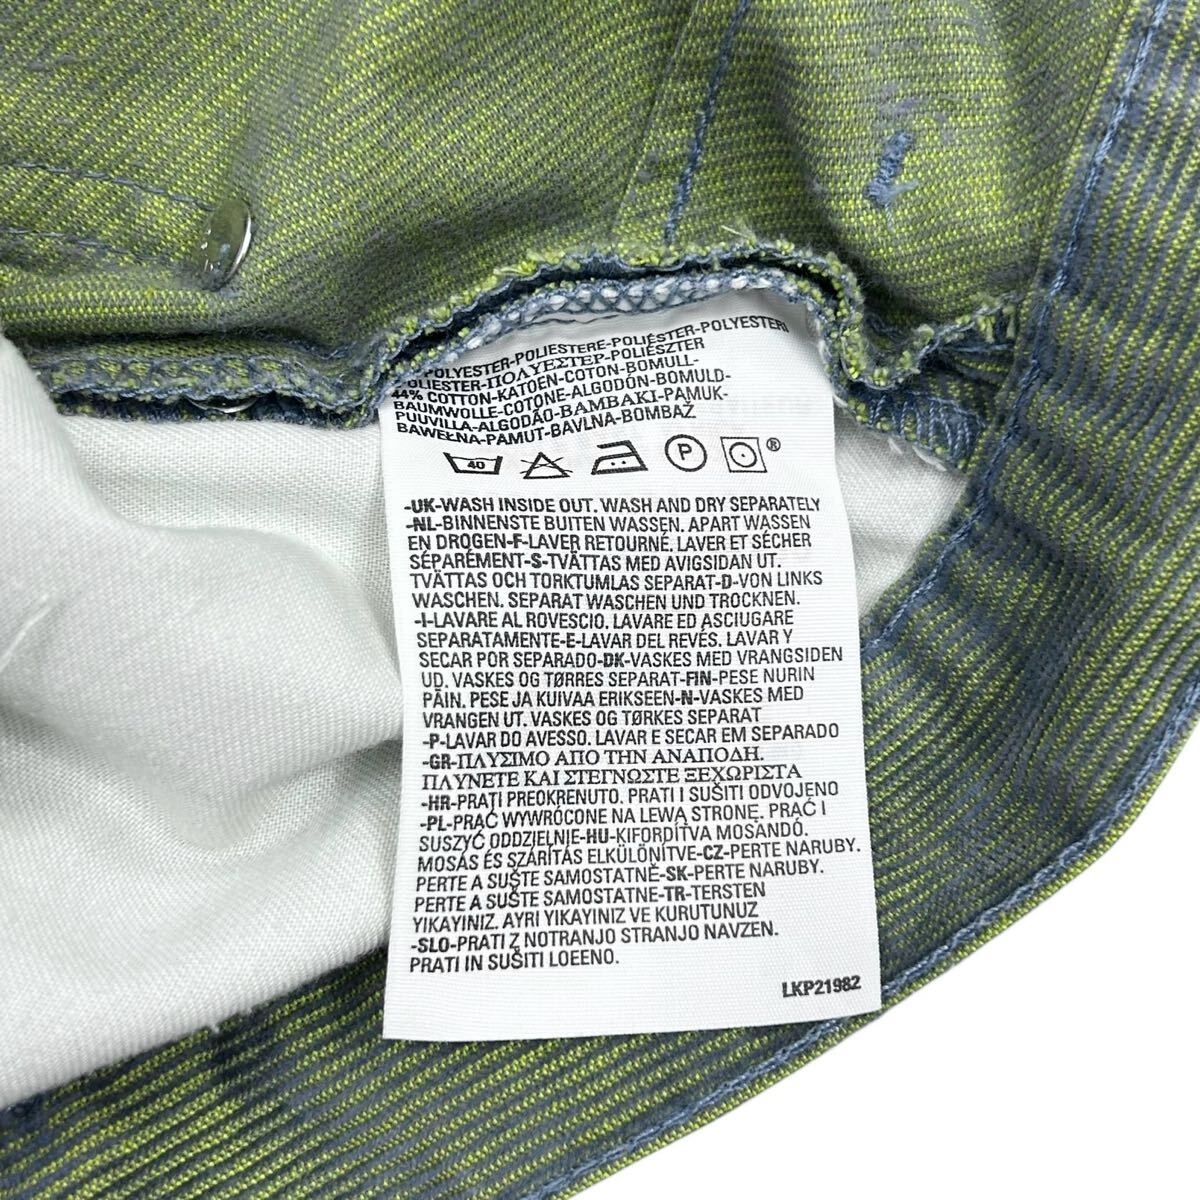 POLYESTER-POLIESTERE-POLIÉSTER-POLYESTERI
POLIESTER-ΠΟΛΥΕΣΤΕΡ-POLIÉSZTER
44% COTTON-KATOEN-COTON-BOMULL-
BAUMWOLLE-COTONE-ALGODÓN-BOMULD-
PUUVILLA-ALGODÃO-ΒΑΜΒΑΚΙ-PAMUK-
BAWEŁNA-PAMUT-BAVLNA-BOMBAŽ
40 P ®
-UK-WASH INSIDE OUT. WASH AND DRY SEPARATELY
-NL-BINNENSTE BUITEN WASSEN. APART WASSEN
EN DROGEN-F-LAVER RETOURNÉ. LAVER ET SÉCHER
SÉPARÉMENT-S-TVÄTTAS MED AVIGSIDAN UT.
TVÄTTAS OCH TORKTUMLAS SEPARAT-D-VON LINKS
WASCHEN. SEPARAT WASCHEN UND TROCKNEN.
-I-LAVARE AL ROVESCIO. LAVARE ED ASCIUGARE
SEPARATAMENTE-E-LAVAR DEL REVÉS. LAVAR Y
SECAR POR SEPARADO-DK-VASKES MED VRANGSIDEN
UD. VASKES OG TØRRES SEPARAT-FIN-PESE NURIN
PÄIN. PESE JA KUIVAA ERIKSEEN-N-VASKES MED
VRANGEN UT. VASKES OG TØRKES SEPARAT
-P-LAVAR DO AVESSO. LAVAR E SECAR EM SEPARADO
-GR-ΠΛΥΣΙΜΟ ΑΠΟ ΤΗΝ ΑΝΑΠΟΔΗ.
ΠΛΥΝΕΤΕ ΚΑΙ ΣΤΕΓΝΩΣΤΕ ΞΕΧΩΡΙΣΤΑ
-HR-PRATI PREOKRENUTO. PRATI I SUŠITI ODVOJENO
-PL-PRAĆ WYWRÓCONE NA LEWĄ STRONĘ. PRAĆ I
SUSZYĆ ODDZIELNIE-HU-KIFORDÍTVA MOSANDÓ.
MOSÁS ÉS SZÁRÍTÁS ELKÜLÖNÍTVE-CZ-PERTE NARUBY.
PERTE A SUŠTE SAMOSTATNĚ-SK-PERTE NARUBY.
PERTE A SUŠTE SAMOSTATNE-TR-TERSTEN
YIKAYINIZ. AYRI YIKAYINIZ VE KURUTUNUZ
-SLO-PRATI Z NOTRANJO STRANJO NAVZEN.
PRATI IN SUŠITI LOEENO.
LKP21982